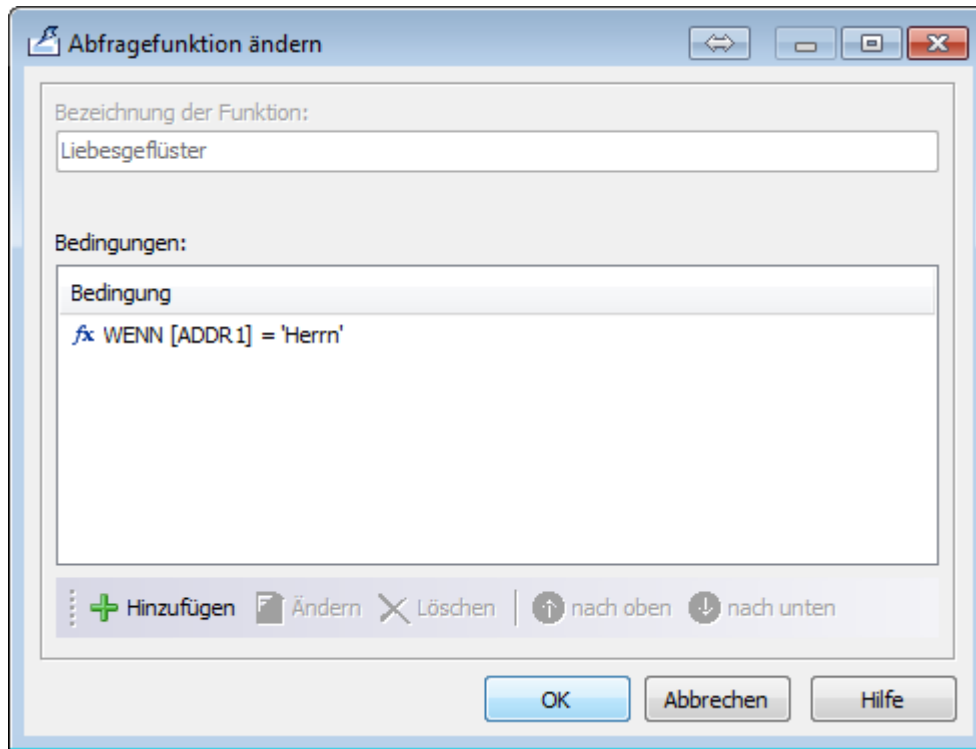 Abfragefunktion ändern
Bezeichnung der Funktion:
Liebesgeflüster
Bedingungen:
Bedingung
fx WENN [ADDR1] = 'Herrn'
Hinzufügen Ändern Löschen nach oben nach unten
OK Abbrechen Hilfe